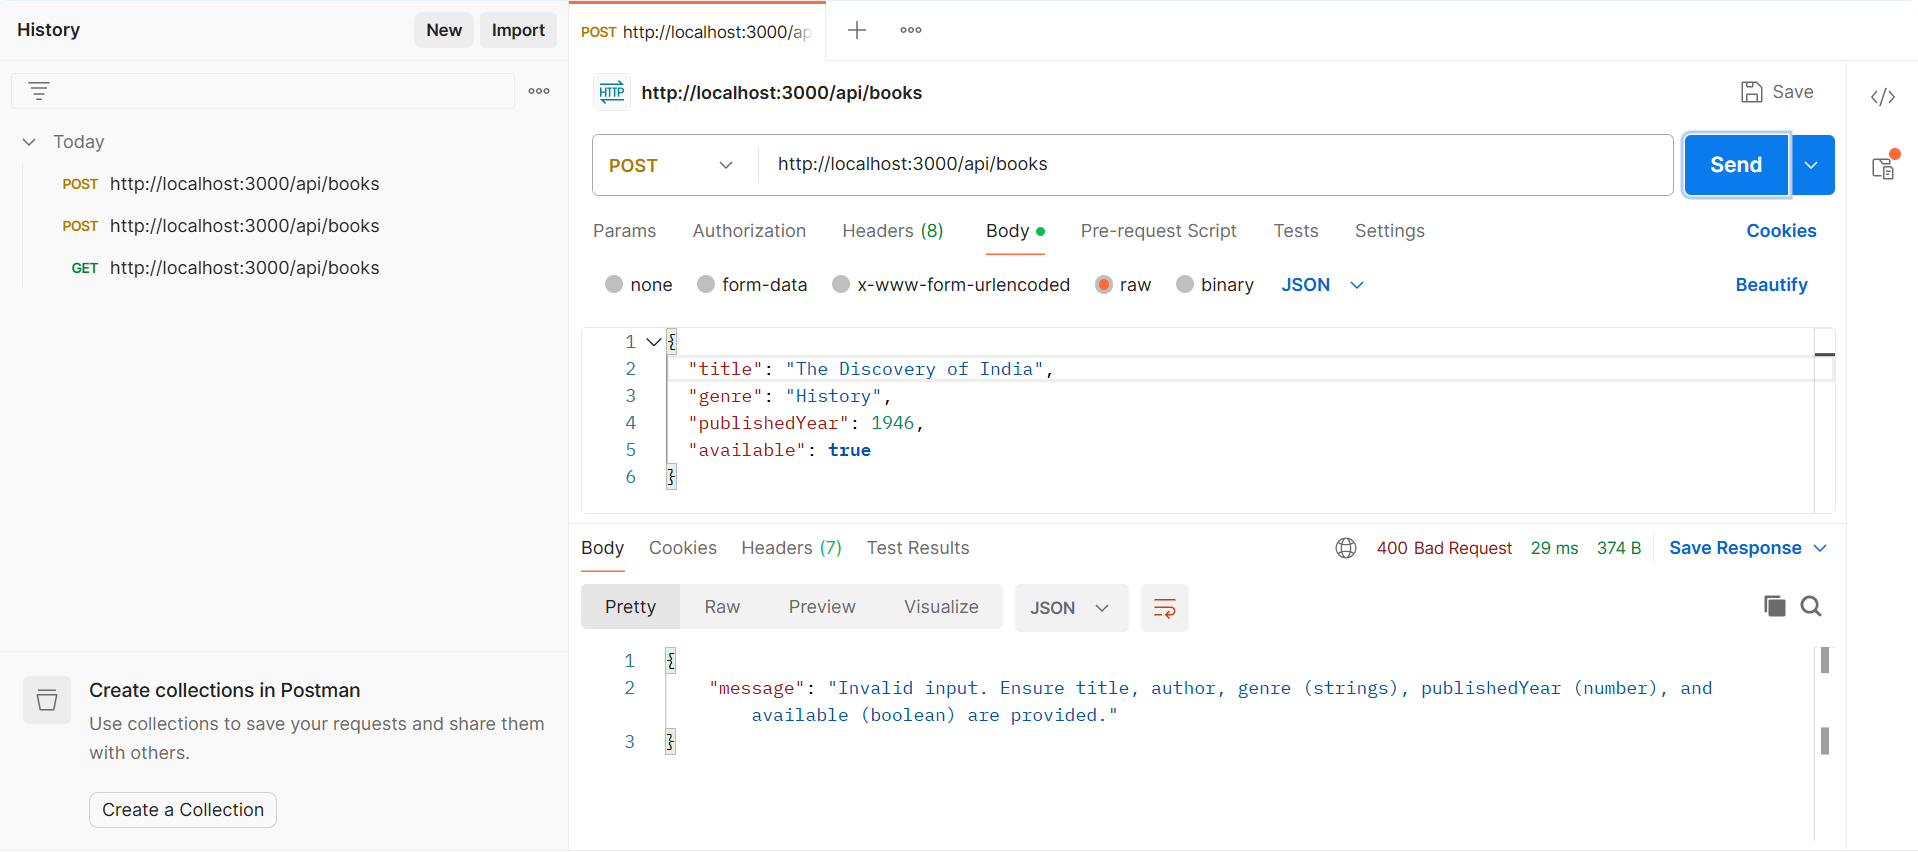 History
New
Import
POST http://localhost:3000/ap
HTTP http://localhost:3000/api/books
Save
Today
POST http://localhost:3000/api/books
POST http://localhost:3000/api/books
GET http://localhost:3000/api/books
POST
http://localhost:3000/api/books
Send
Params Authorization Headers (8) Body Pre-request Script Tests Settings
Cookies
none form-data x-www-form-urlencoded raw binary JSON
Beautify
1 {
2 "title": "The Discovery of India",
3 "genre": "History",
4 "publishedYear": 1946,
5 "available": true
6 }
Body Cookies Headers (7) Test Results
400 Bad Request 29 ms 374 B Save Response
Pretty Raw Preview Visualize JSON
1 {
2 "message": "Invalid input. Ensure title, author, genre (strings), publishedYear (number), and
available (boolean) are provided."
3 }
Create collections in Postman
Use collections to save your requests and share them
with others.
Create a Collection